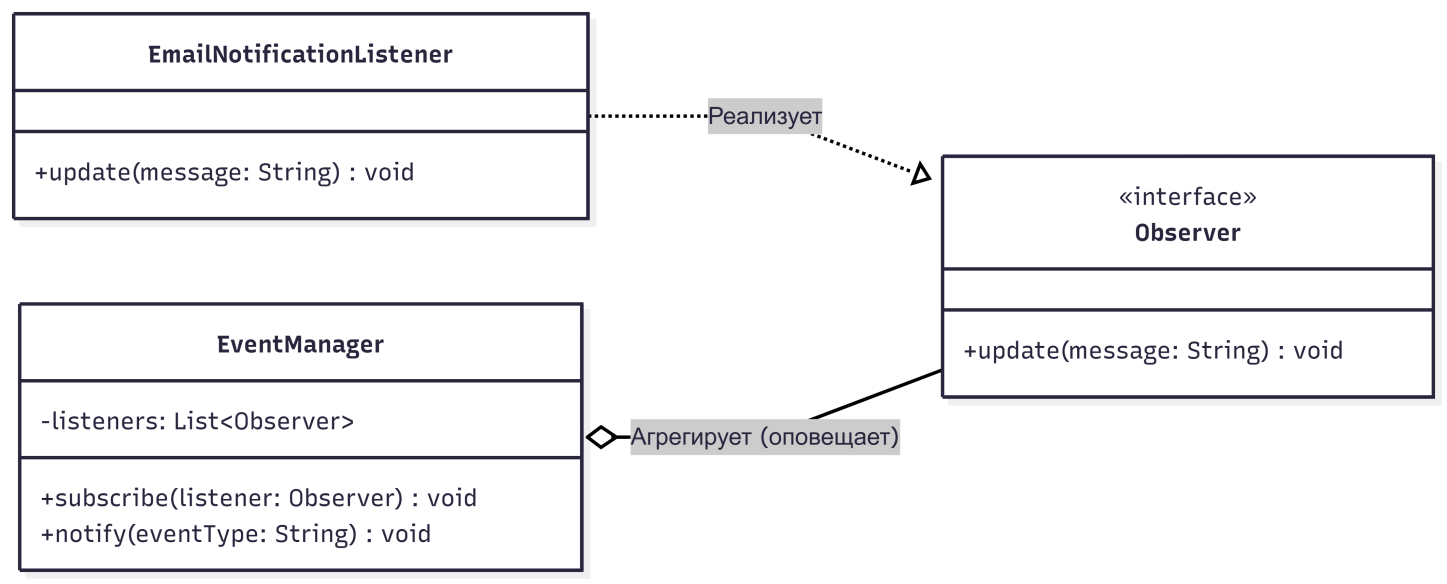 EmailNotificationListener
+update(message: String) : void
Реализует
«interface»
Observer
+update(message: String) : void
EventManager
-listeners: List<Observer>
+subscribe(listener: Observer) : void
+notify(eventType: String) : void
Агрегирует (оповещает)